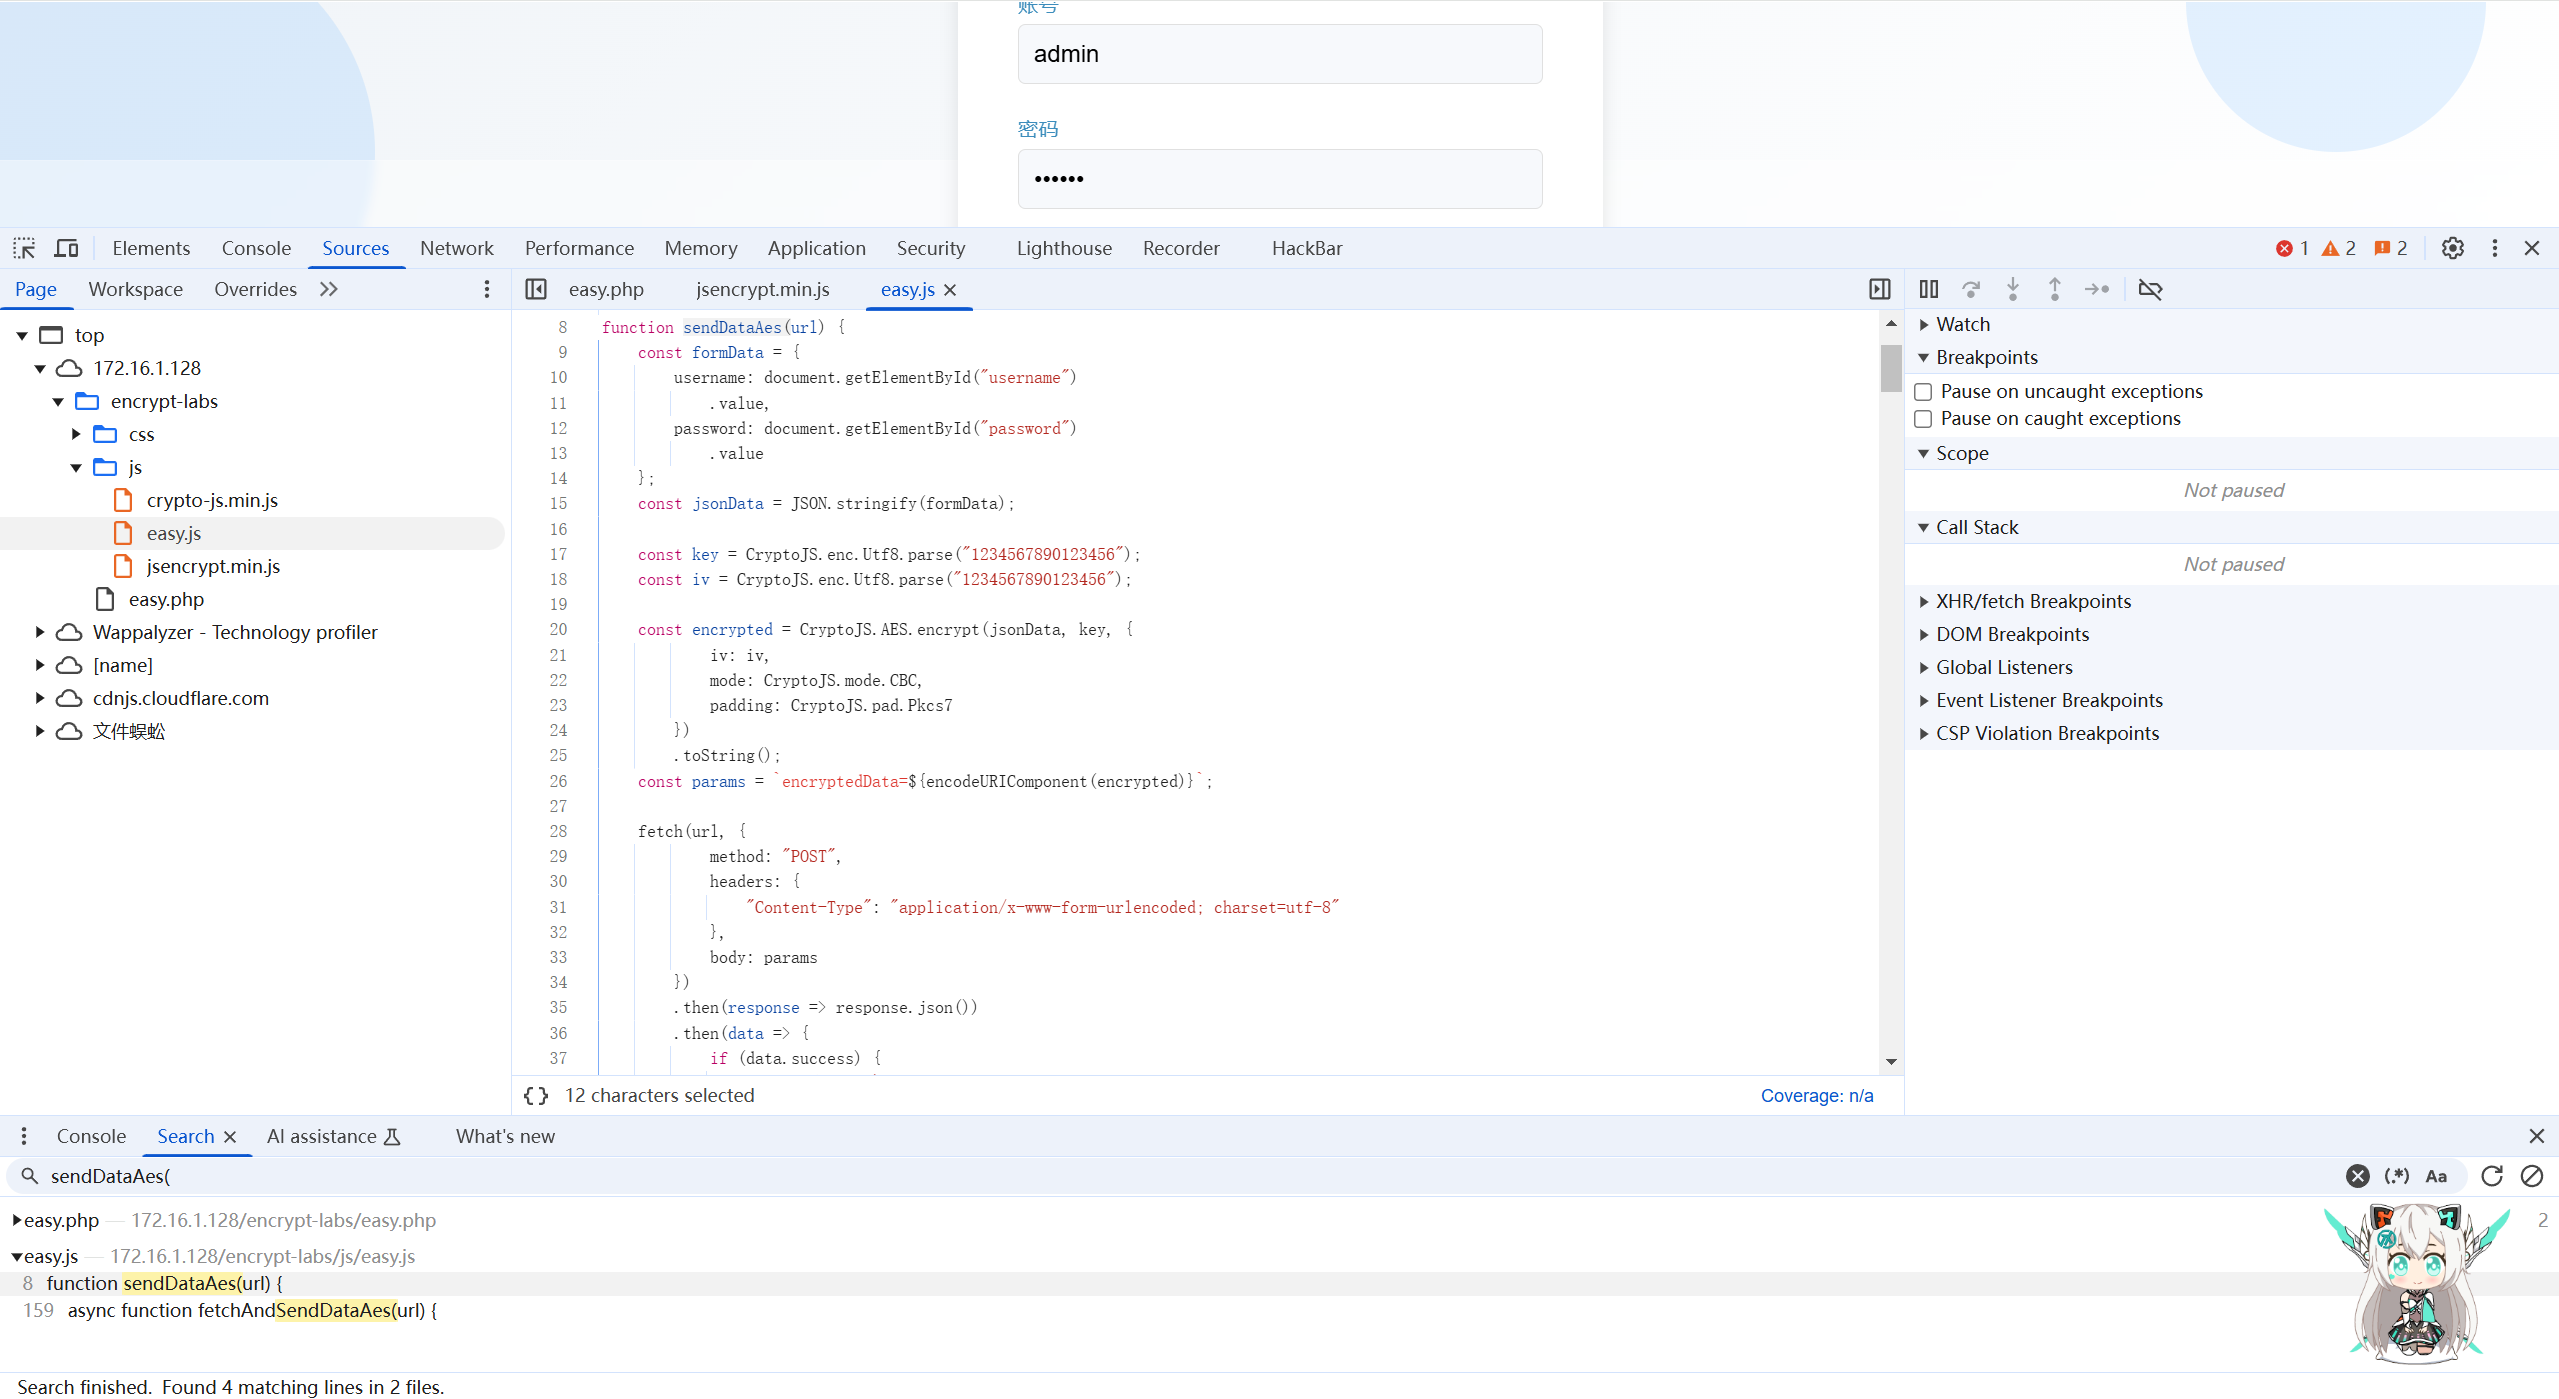 账号
admin
密码
••••••
Elements Console Sources Network Performance Memory Application Security Lighthouse Recorder HackBar 1 2 2
Page Workspace Overrides
easy.php jsencrypt.min.js easy.js
top
172.16.1.128
encrypt-labs
css
js
crypto-js.min.js
easy.js
jsencrypt.min.js
easy.php
Wappalyzer - Technology profiler
[name]
cdnjs.cloudflare.com
文件蜈蚣
8 function sendDataAes(url) {
9 const formData = {
10 username: document.getElementById("username")
11 .value,
12 password: document.getElementById("password")
13 .value
14 };
15 const jsonData = JSON.stringify(formData);
16
17 const key = CryptoJS.enc.Utf8.parse("1234567890123456");
18 const iv = CryptoJS.enc.Utf8.parse("1234567890123456");
19
20 const encrypted = CryptoJS.AES.encrypt(jsonData, key, {
21 iv: iv,
22 mode: CryptoJS.mode.CBC,
23 padding: CryptoJS.pad.Pkcs7
24 })
25 .toString();
26 const params = `encryptedData=${encodeURIComponent(encrypted)}`;
27
28 fetch(url, {
29 method: "POST",
30 headers: {
31 "Content-Type": "application/x-www-form-urlencoded; charset=utf-8"
32 },
33 body: params
34 })
35 .then(response => response.json())
36 .then(data => {
37 if (data.success) {
{} 12 characters selected Coverage: n/a
Watch
Breakpoints
Pause on uncaught exceptions
Pause on caught exceptions
Scope
Not paused
Call Stack
Not paused
XHR/fetch Breakpoints
DOM Breakpoints
Global Listeners
Event Listener Breakpoints
CSP Violation Breakpoints
Console Search AI assistance What's new
sendDataAes( (.*) Aa
easy.php — 172.16.1.128/encrypt-labs/easy.php 2
easy.js — 172.16.1.128/encrypt-labs/js/easy.js
8 function sendDataAes(url) {
159 async function fetchAndSendDataAes(url) {
Search finished. Found 4 matching lines in 2 files.